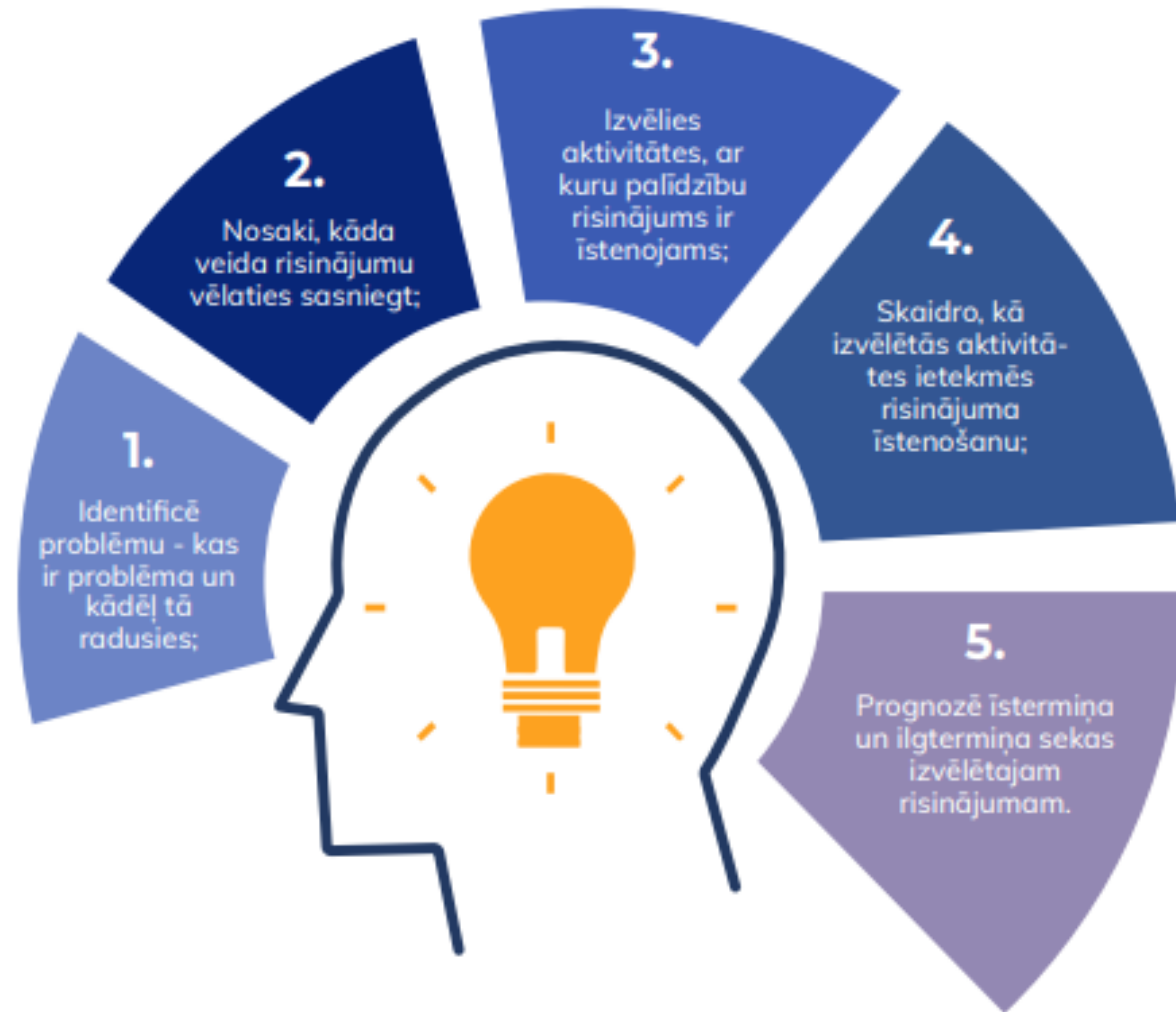 1.
Identificē
problēmu - kas
ir problēma un
kādēļ tā
radusies;
2.
Nosaki, kāda
veida risinājumu
vēlaties sasniegt;
3.
Izvēlies
aktivitātes, ar
kuru palīdzību
risinājums ir
īstenojams;
4.
Skaidro, kā
izvēlētās aktivitā-
tes ietekmēs
risinājuma
īstenošanu;
5.
Prognozē īstermiņa
un ilgtermiņa sekas
izvēlētajam
risinājumam.